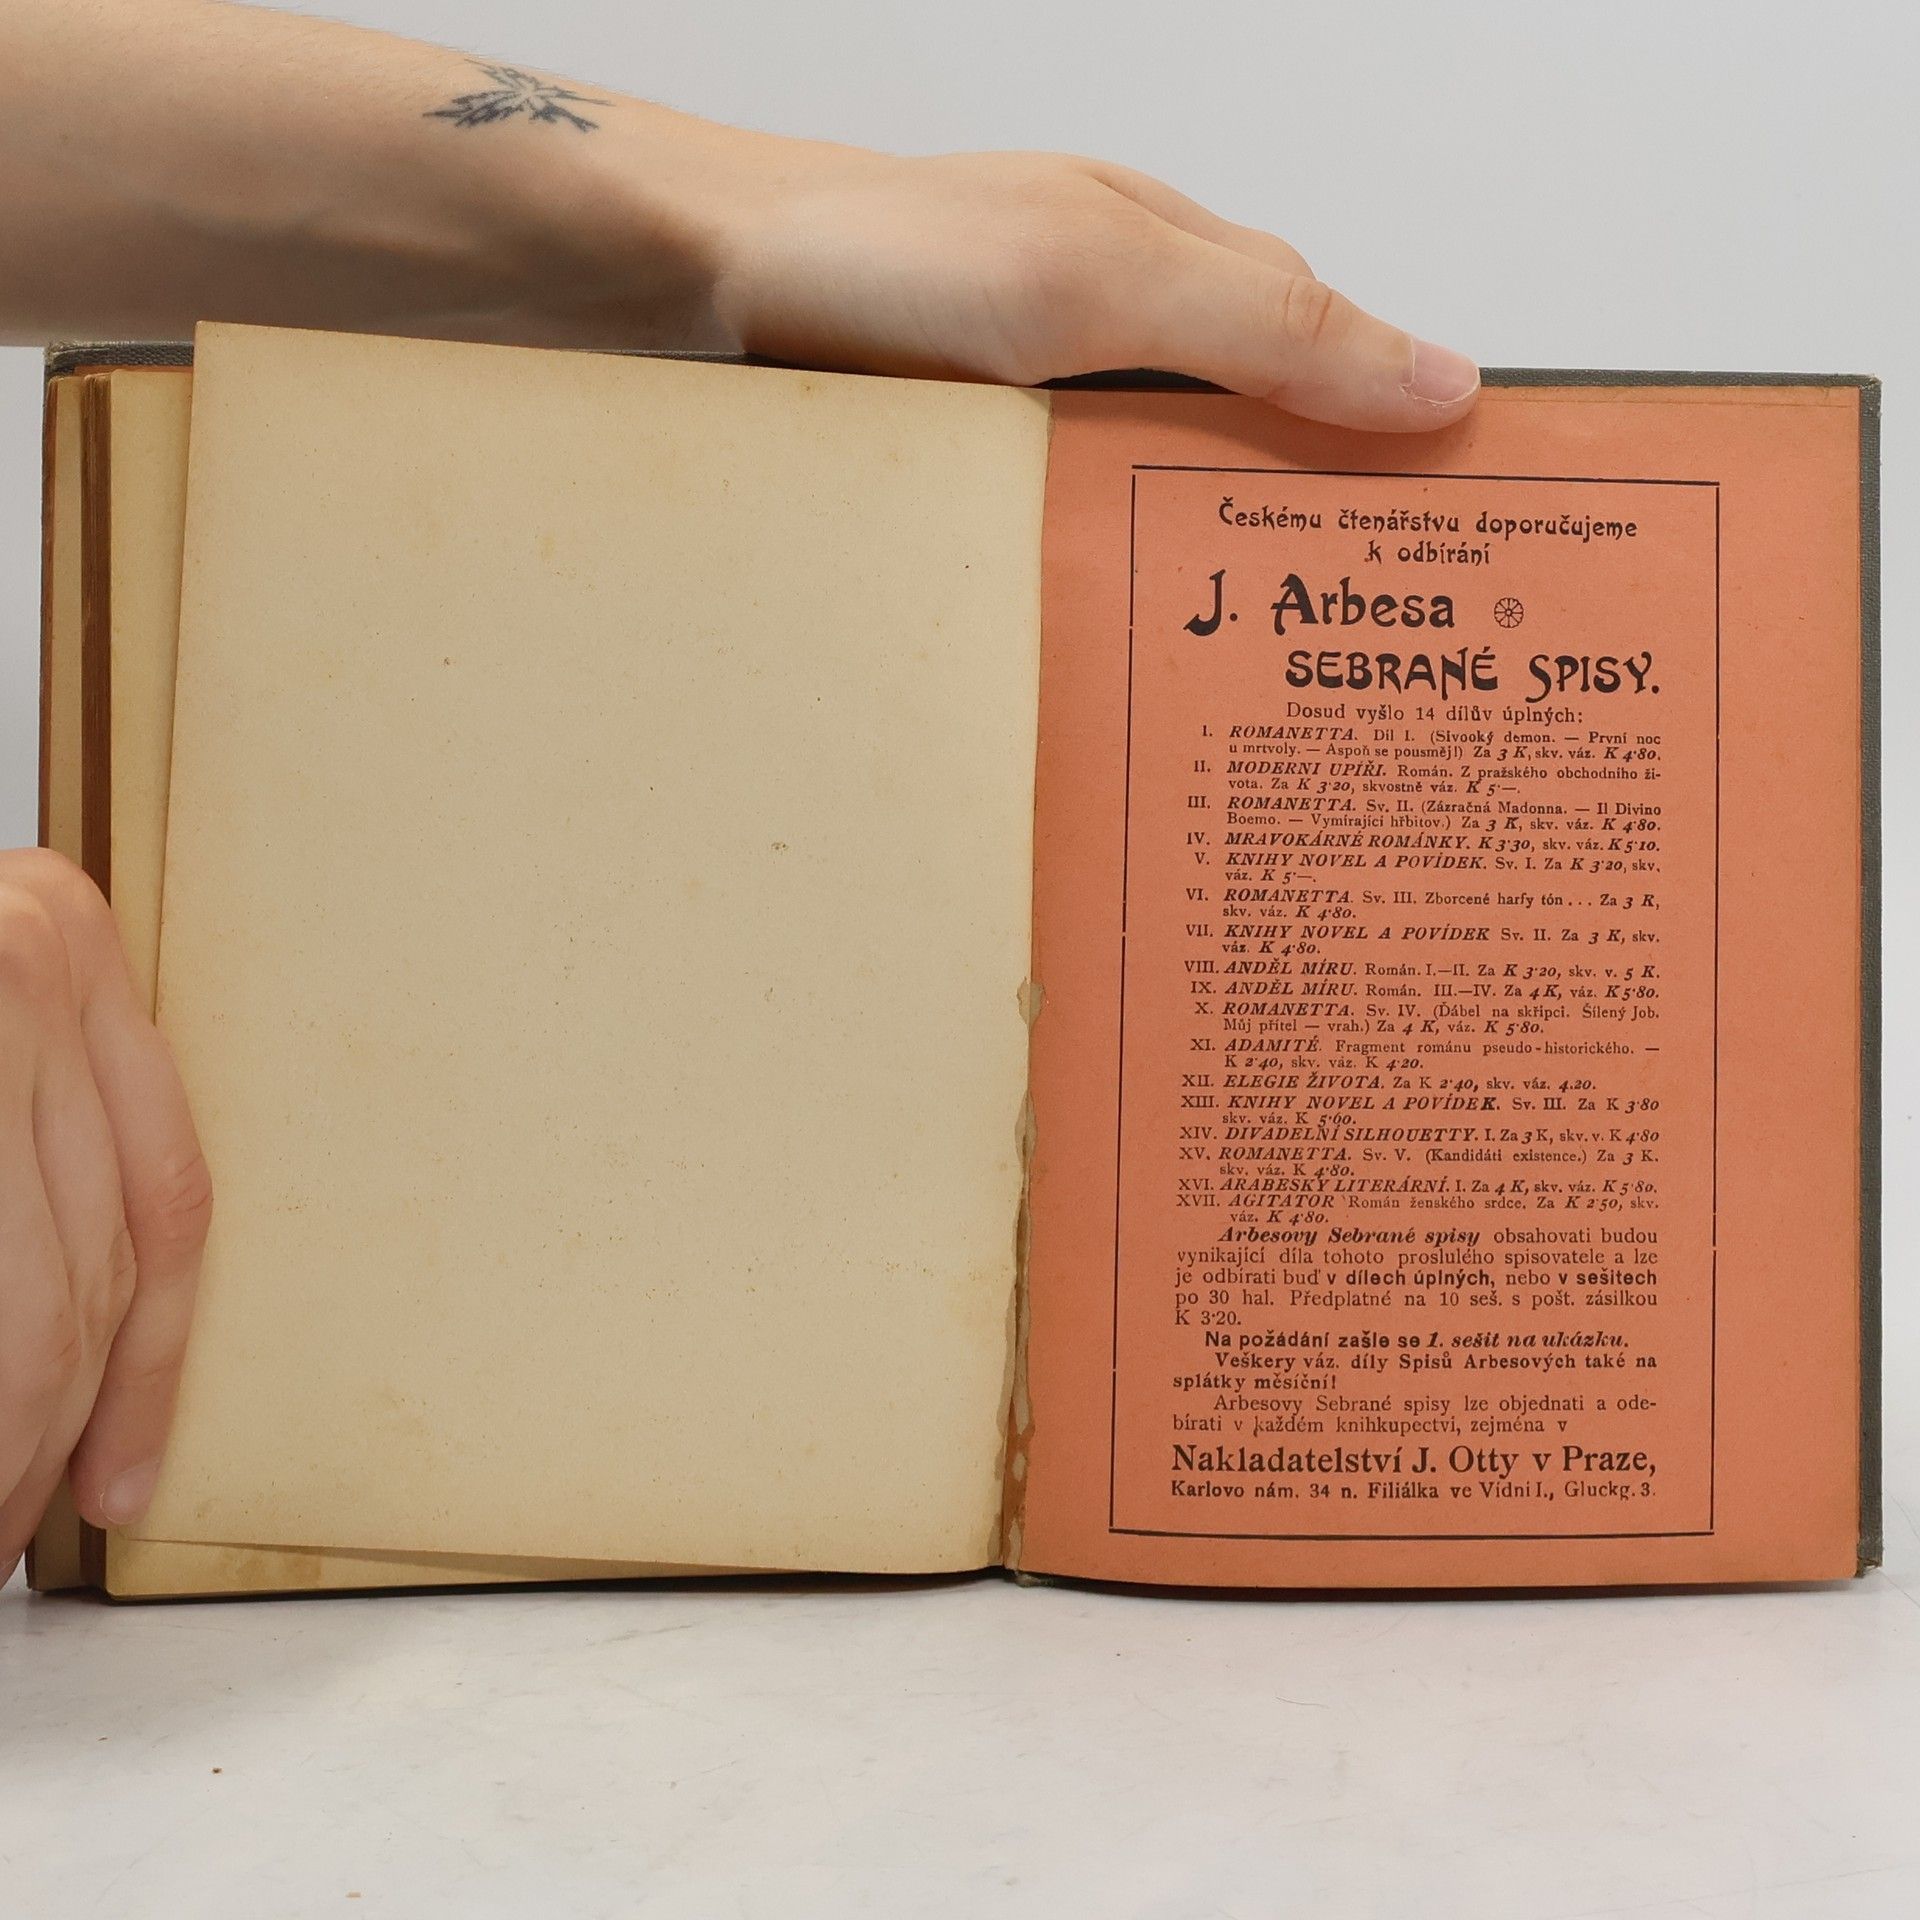 Českému čtenářstvu doporučujeme
k odbírání
J. Arbesa
SEBRANÉ SPISY.
Dosud vyšlo 14 dílův úplných:
I. ROMANETTA. Díl I. (Sivooký demon. — První noc
u mrtvoly. — Aspoň se pousměj!) Za 3 K, skv. váz. K 4·80.
II. MODERNI UPÍŘI. Román. Z pražského obchodního ži-
vota. Za K 3·20, skvostně váz. K 5·—.
III. ROMANETTA. Sv. II. (Zázračná Madonna. — Il Divino
Boemo. — Vymírající hřbitov.) Za 3 K, skv. váz. K 4·80.
IV. MRAVOKÁRNÉ ROMÁNKY. K 3·30, skv. váz. K 5·10.
V. KNIHY NOVEL A POVÍDEK. Sv. I. Za K 3·20, skv.
váz. K 5·—.
VI. ROMANETTA. Sv. III. Zborcené harfy tón . . . Za 3 K,
skv. váz. K 4·80.
VII. KNIHY NOVEL A POVÍDEK Sv. II. Za 3 K, skv.
váz. K 4·80.
VIII. ANDĚL MÍRU. Román. I.—II. Za K 3·20, skv. v. 5 K.
IX. ANDĚL MÍRU. Román. III.—IV. Za 4 K, váz. K 5·80.
X. ROMANETTA. Sv. IV. (Ďábel na skřipci. Šílený Job.
Můj přítel — vrah.) Za 4 K, váz. K 5·80.
XI. ADAMITÉ. Fragment románu pseudo-historického. —
K 2·40, skv. váz. K 4·20.
XII. ELEGIE ŽIVOTA. Za K 2·40, skv. váz. 4.20.
XIII. KNIHY NOVEL A POVÍDEK. Sv. III. Za K 3·80
skv. váz. K 5·60.
XIV. DIVADELNÍ SILHOUETTY. I. Za 3 K, skv. v. K 4·80
XV. ROMANETTA. Sv. V. (Kandidáti existence.) Za 3 K.
skv. váz. K 4·80.
XVI. ARABESKY LITERÁRNÍ. I. Za 4 K, skv. váz. K 5·80.
XVII. AGITATOR Román ženského srdce. Za K 2·50, skv.
váz. K 4·80.
Arbesovy Sebrané spisy obsahovati budou
vynikající díla tohoto proslulého spisovatele a lze
je odbírati buď v dílech úplných, nebo v sešitech
po 30 hal. Předplatné na 10 seš. s pošt. zásilkou
K 3·20.
Na požádání zašle se 1. sešit na ukázku.
Veškery váz. díly Spisů Arbesových také na
splátky měsíční!
Arbesovy Sebrané spisy lze objednati a ode-
bírati v každém knihkupectví, zejména v
Nakladatelství J. Otty v Praze,
Karlovo nám. 34 n. Filiálka ve Vídni I., Gluckg. 3.